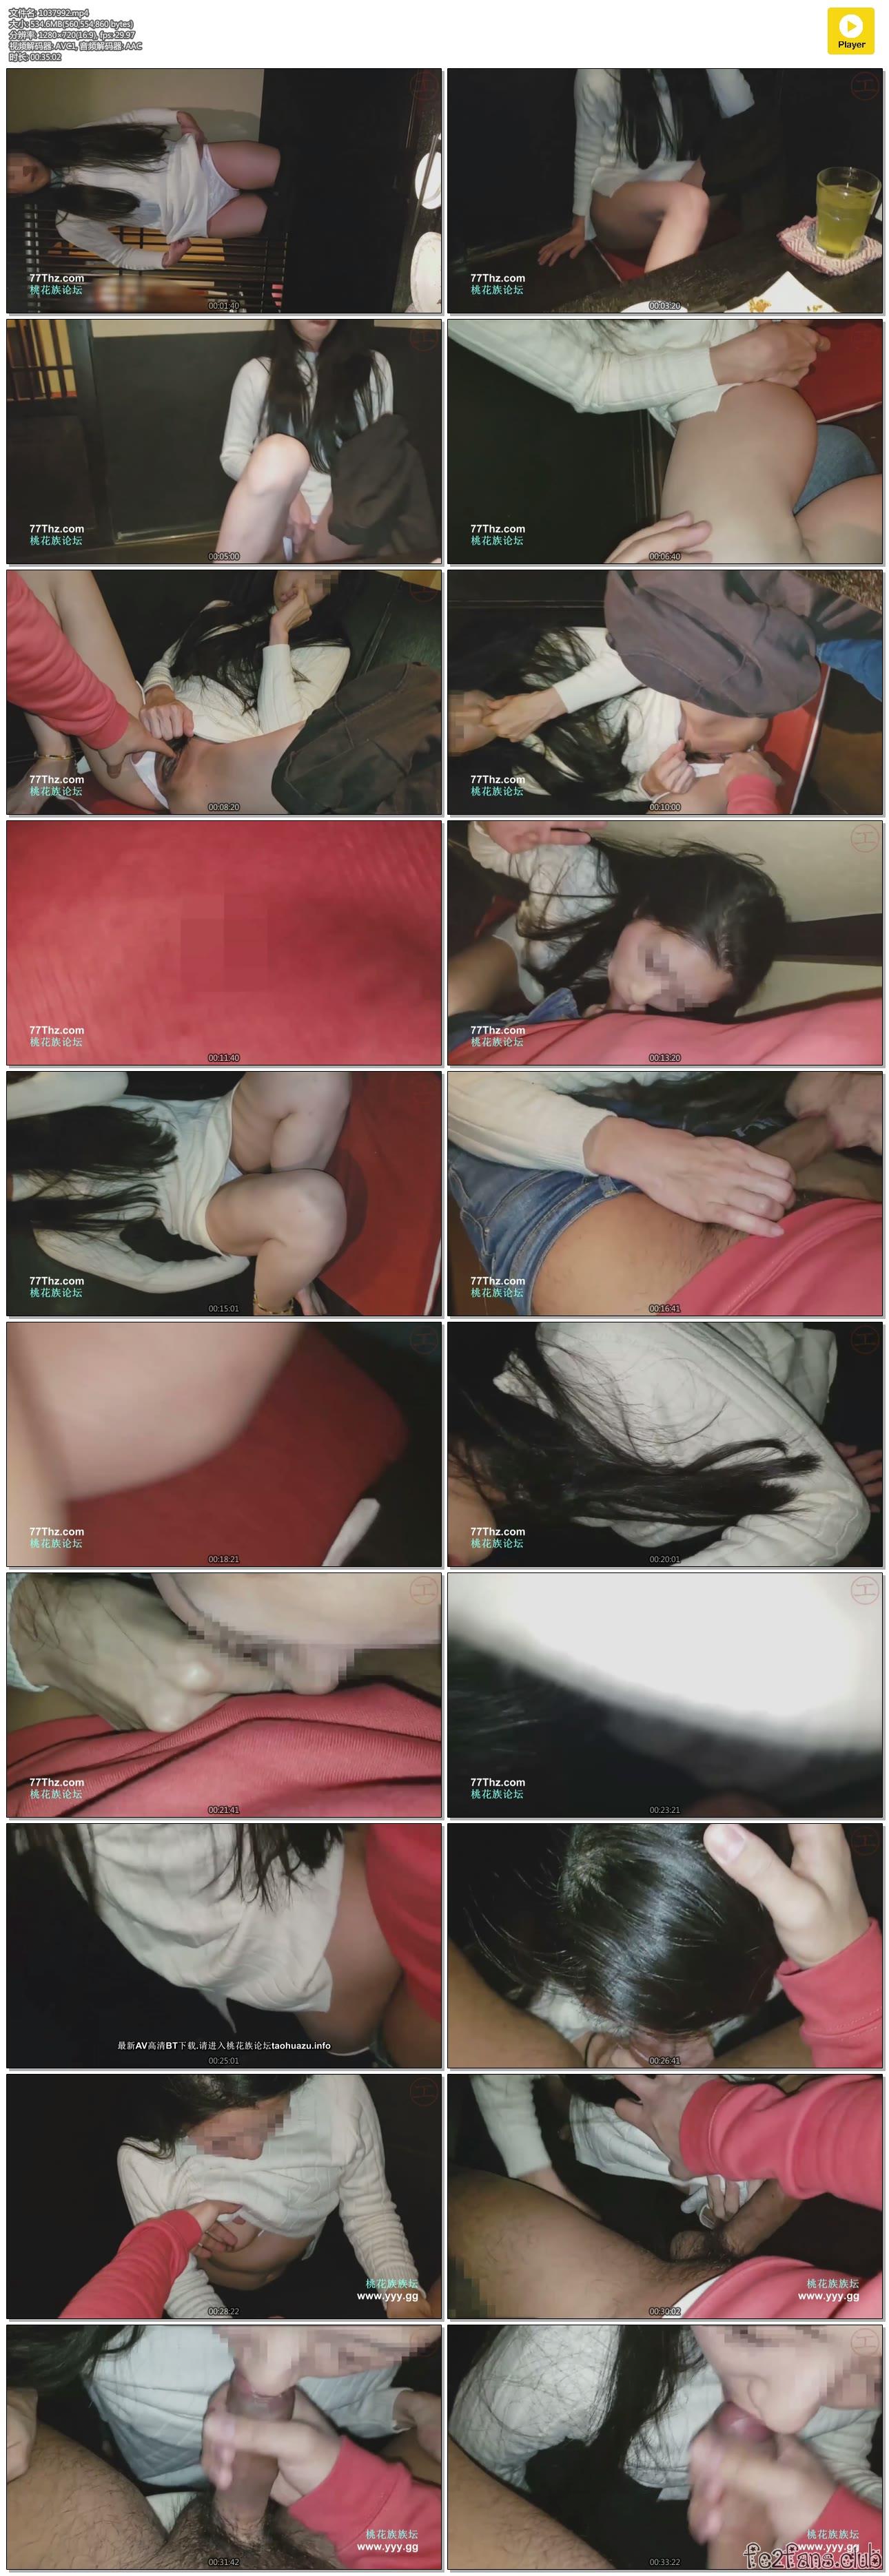 文件名: 1037992.mp4
大小: 534.6MB(560,554,860 bytes)
分辨率: 1280×720(16:9), fps: 29.97
视频解码器: AVC1, 音频解码器: AAC
时长: 00:35:02
Player
77Thz.com
桃花族论坛
00:01:40
77Thz.com
桃花族论坛
00:03:20
77Thz.com
桃花族论坛
00:05:00
77Thz.com
桃花族论坛
00:06:40
77Thz.com
桃花族论坛
00:08:20
77Thz.com
桃花族论坛
00:10:00
77Thz.com
桃花族论坛
00:11:40
77Thz.com
桃花族论坛
00:13:20
77Thz.com
桃花族论坛
00:15:01
77Thz.com
桃花族论坛
00:16:41
77Thz.com
桃花族论坛
00:18:21
77Thz.com
桃花族论坛
00:20:01
77Thz.com
桃花族论坛
00:21:41
77Thz.com
桃花族论坛
00:23:21
最新AV高清BT下载,请进入桃花族论坛taohuazu.info
00:25:01
00:26:41
桃花族族坛
www.yyy.gg
00:28:22
桃花族族坛
www.yyy.gg
00:30:02
桃花族族坛
www.yyy.gg
00:31:42
桃花族族坛
www.yyy.gg
00:33:22
fe2fans.club